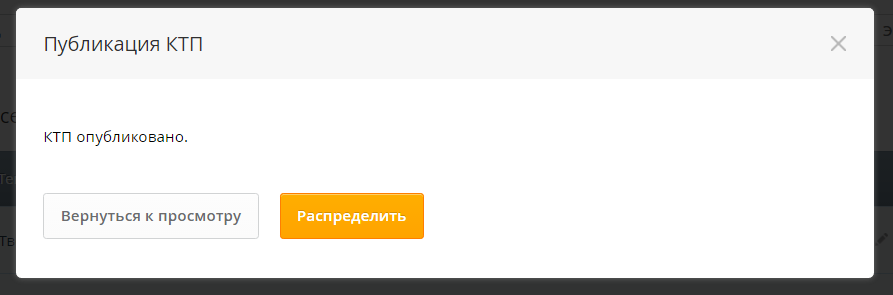 Публикация КТП
КТП опубликовано.
Вернуться к просмотру
Распределить